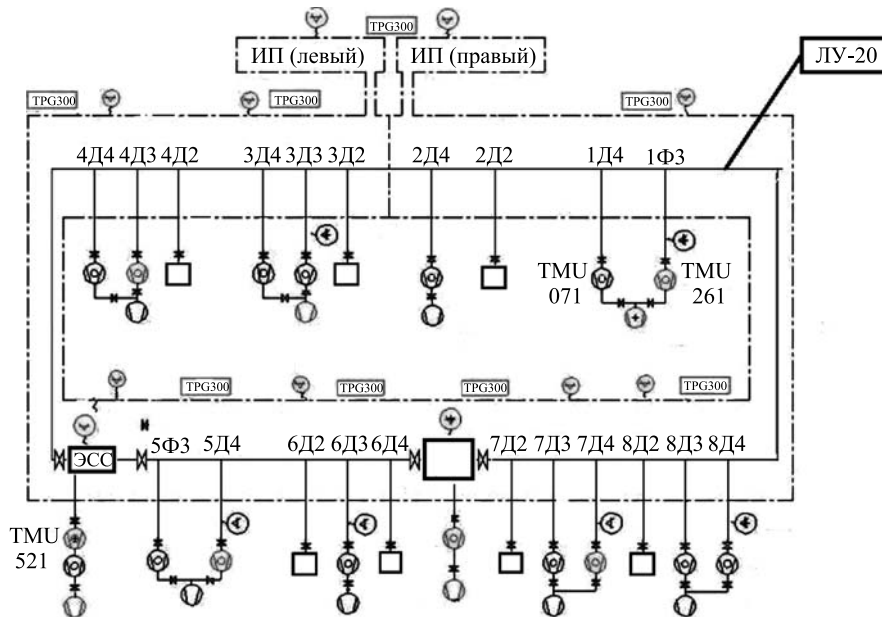 TPG300
ИП (левый) ИП (правый)
ЛУ-20
TPG300 TPG300 TPG300
4Д4 4Д3 4Д2 3Д4 3Д3 3Д2 2Д4 2Д2 1Д4 1Ф3
TMU
071
TMU
261
TPG300 TPG300 TPG300 TPG300
ЭСС 5Ф3 5Д4 6Д2 6Д3 6Д4 7Д2 7Д3 7Д4 8Д2 8Д3 8Д4
TMU
521